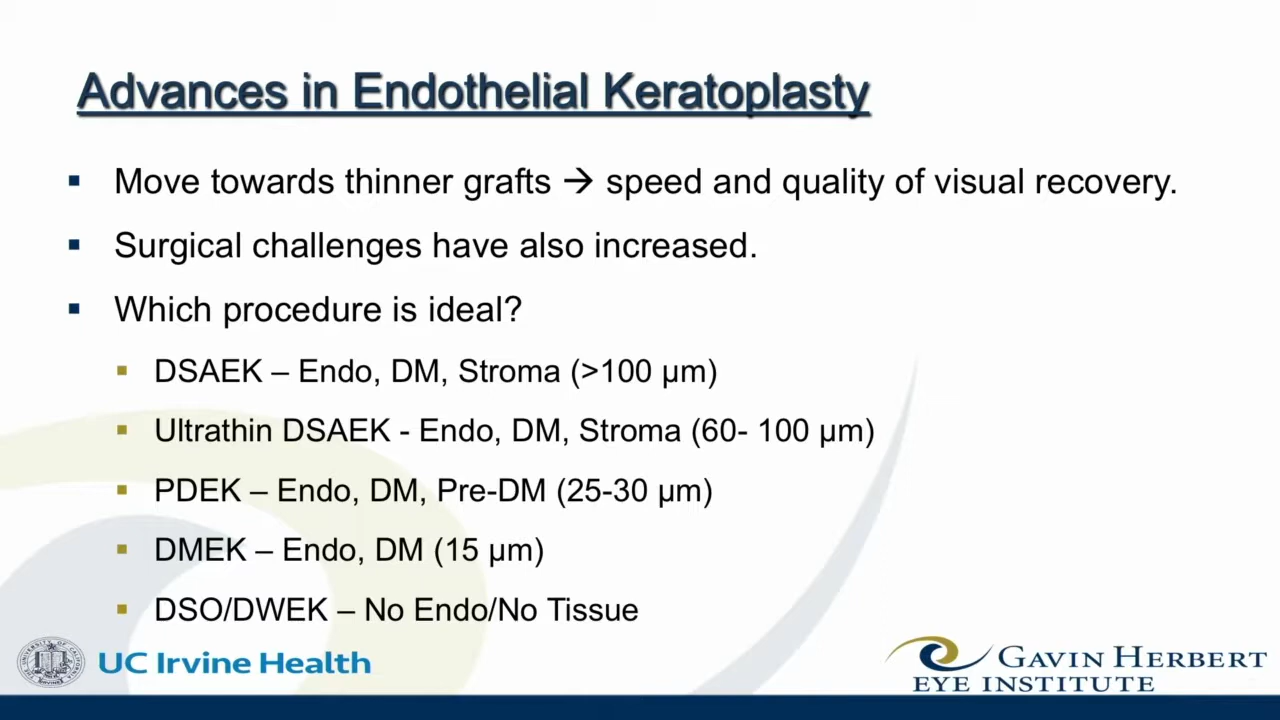 Advances in Endothelial Keratoplasty
▪ Move towards thinner grafts → speed and quality of visual recovery.
▪ Surgical challenges have also increased.
▪ Which procedure is ideal?
▪ DSAEK – Endo, DM, Stroma (>100 µm)
▪ Ultrathin DSAEK - Endo, DM, Stroma (60- 100 µm)
▪ PDEK – Endo, DM, Pre-DM (25-30 µm)
▪ DMEK – Endo, DM (15 µm)
▪ DSO/DWEK – No Endo/No Tissue
UC Irvine Health
GAVIN HERBERT
EYE INSTITUTE